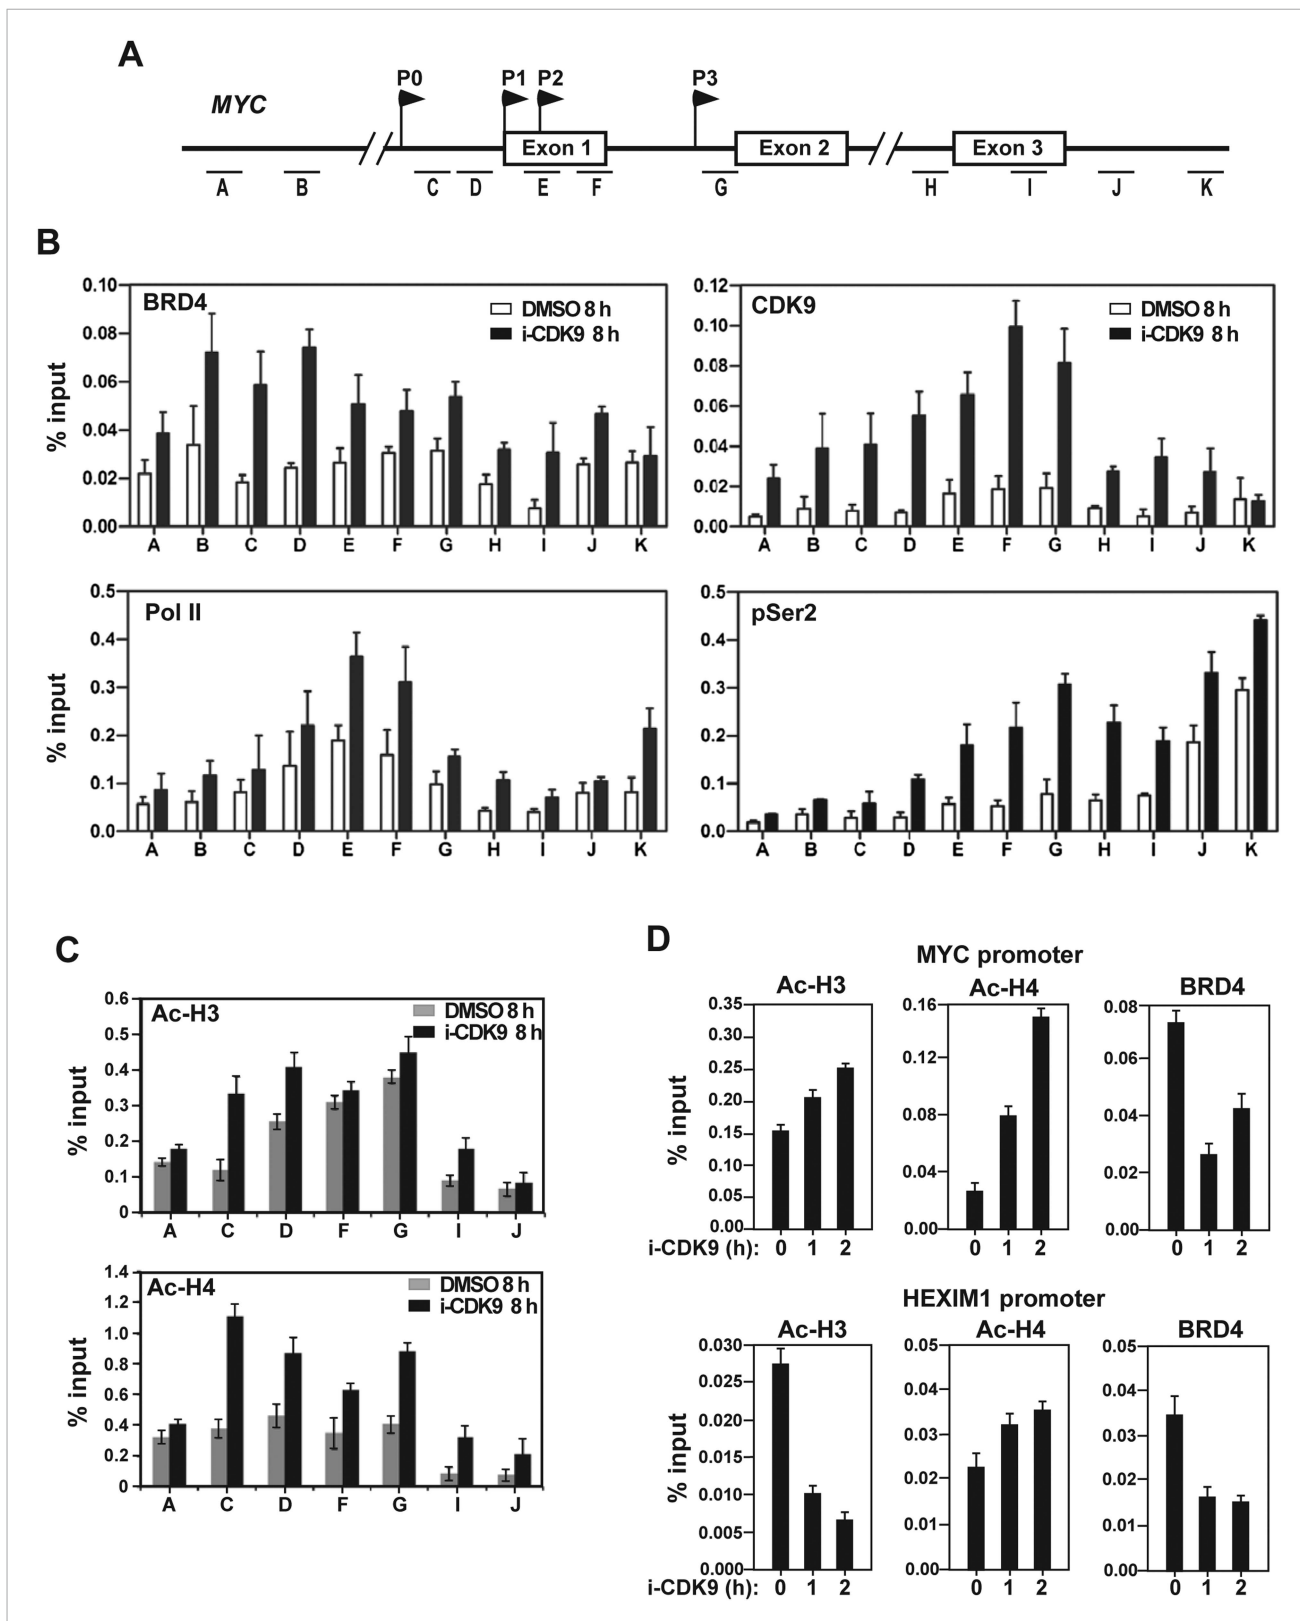 A
P0 P1 P2 P3
MYC
Exon 1 Exon 2 Exon 3
A B C D E F G H I J K
B
0.10
0.08
0.06
0.04
0.02
0.00
% input
BRD4
DMSO 8 h
i-CDK9 8 h
A B C D E F G H I J K
0.12
0.10
0.08
0.06
0.04
0.02
0.00
CDK9
DMSO 8 h
i-CDK9 8 h
A B C D E F G H I J K
0.5
0.4
0.3
0.2
0.1
0.0
% input
Pol II
A B C D E F G H I J K
0.5
0.4
0.3
0.2
0.1
0.0
pSer2
A B C D E F G H I J K
C
0.6
0.5
0.4
0.3
0.2
0.1
0
% input
Ac-H3
DMSO 8 h
i-CDK9 8 h
A C D F G I J
1.4
1.2
1.0
0.8
0.6
0.4
0.2
0
% input
Ac-H4
DMSO 8 h
i-CDK9 8 h
A C D F G I J
D
MYC promoter
Ac-H3
0.35
0.30
0.25
0.20
0.15
0.10
0.05
0.00
% input
i-CDK9 (h): 0 1 2
Ac-H4
0.16
0.12
0.08
0.04
0.00
0 1 2
BRD4
0.08
0.06
0.04
0.02
0.00
0 1 2
HEXIM1 promoter
Ac-H3
0.030
0.025
0.020
0.015
0.010
0.005
0.000
% input
i-CDK9 (h): 0 1 2
Ac-H4
0.05
0.04
0.03
0.02
0.01
0.00
0 1 2
BRD4
0.05
0.04
0.03
0.02
0.01
0.00
0 1 2